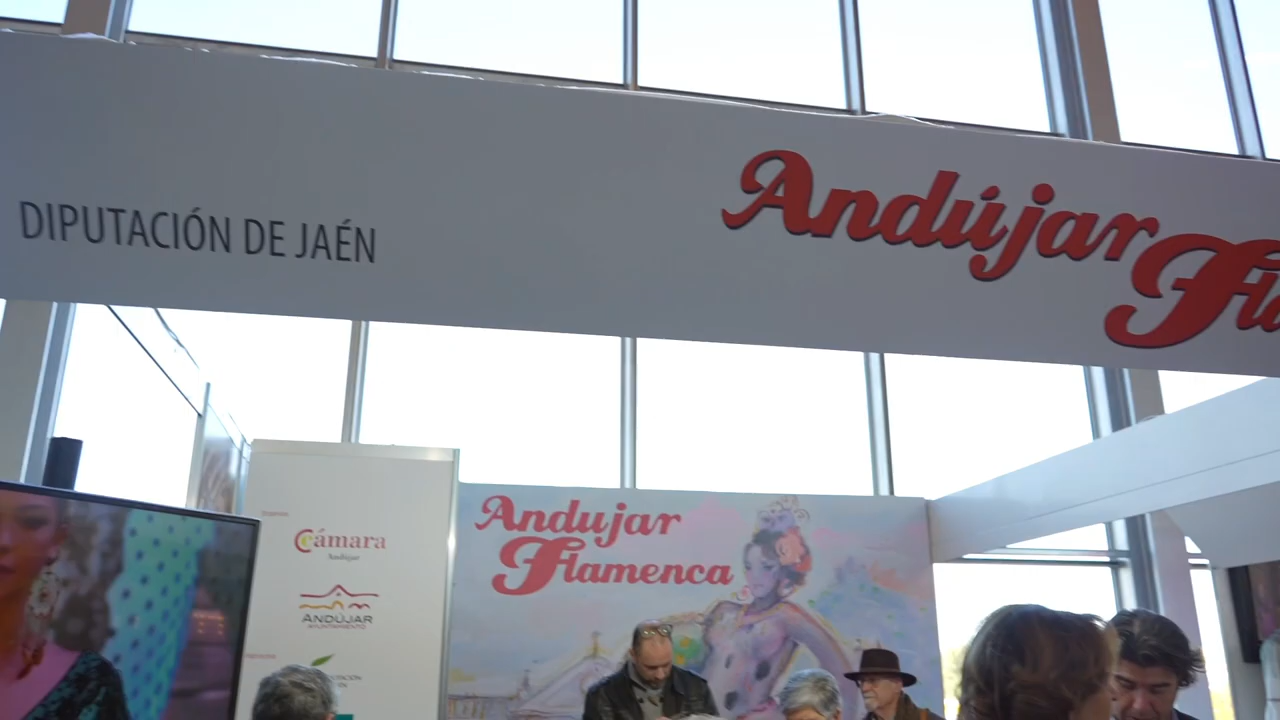 DIPUTACIÓN DE JAÉN
Andújar
Cámara
Andújar
ANDÚJAR
AYUNTAMIENTO
Andujar
Flamenca